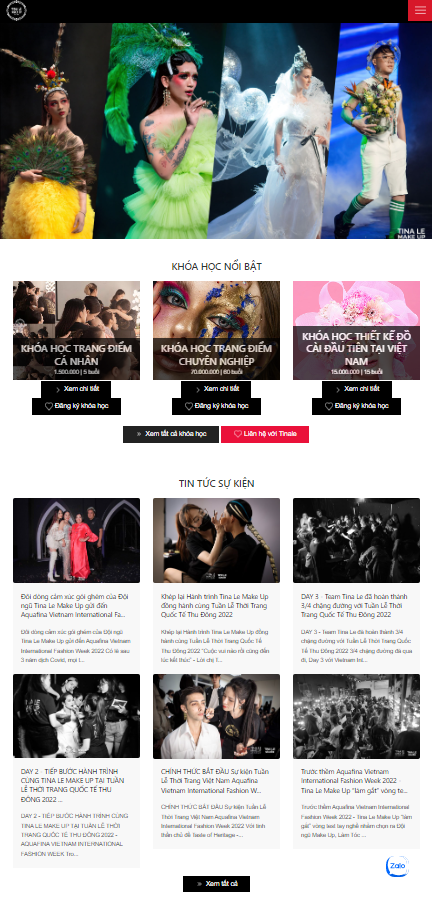 TINA LE
MAKE UP
KHÓA HỌC NỔI BẬT
KHÓA HỌC TRANG ĐIỂM
CÁ NHÂN
1.500.000 | 5 buổi
Xem chi tiết
Đăng ký khóa học
KHÓA HỌC TRANG ĐIỂM
CHUYÊN NGHIỆP
70.000.000 | 80 buổi
Xem chi tiết
Đăng ký khóa học
KHÓA HỌC THIẾT KẾ ĐỒ
CÀI ĐẦU TIÊN TẠI VIỆT
NAM
15.000.000 | 15 buổi
Xem chi tiết
Đăng ký khóa học
» Xem tất cả khóa học
Liên hệ với Tinale
TIN TỨC SỰ KIỆN
Đôi dòng cảm xúc gói ghém của Đội
ngũ Tina Le Make Up gửi đến
Aquafina Vietnam International Fa...
Đôi dòng cảm xúc gói ghém của Đội ngũ
Tina Le Make Up gửi đến Aquafina Vietnam
International Fashion Week 2022 Có lẽ sau
3 năm dịch Covid, mọi t...
Khép lại Hành trình Tina Le Make Up
đồng hành cùng Tuần Lễ Thời Trang
Quốc Tế Thu Đông 2022
Khép lại Hành trình Tina Le Make Up đồng
hành cùng Tuần Lễ Thời Trang Quốc Tế
Thu Đông 2022 "Cuộc vui nào rồi cũng đến
lúc kết thúc" - Lời chị T...
DAY 3 - Team Tina Le đã hoàn thành
3/4 chặng đường với Tuần Lễ Thời
Trang Quốc Tế Thu Đông 2022
DAY 3 - Team Tina Le đã hoàn thành 3/4
chặng đường với Tuần Lễ Thời Trang Quốc
Tế Thu Đông 2022 3/4 chặng đường đã qua
đi, Day 3 với Vietnam Int...
DAY 2 - TIẾP BƯỚC HÀNH TRÌNH
CÙNG TINA LE MAKE UP TẠI TUẦN
LỄ THỜI TRANG QUỐC TẾ THU
ĐÔNG 2022 ...
DAY 2 - TIẾP BƯỚC HÀNH TRÌNH CÙNG
TINA LE MAKE UP TẠI TUẦN LỄ THỜI
TRANG QUỐC TẾ THU ĐÔNG 2022 -
AQUAFINA VIETNAM INTERNATIONAL
FASHION WEEK Tro...
CHÍNH THỨC BẮT ĐẦU Sự kiện Tuần
Lễ Thời Trang Việt Nam Aquafina
Vietnam International Fashion W...
CHÍNH THỨC BẮT ĐẦU Sự kiện Tuần Lễ
Thời Trang Việt Nam Aquafina Vietnam
International Fashion Week 2022 Với tinh
thần chủ đề Taste of Heritage –...
Trước thềm Aquafina Vietnam
International Fashion Week 2022 -
Tina Le Make Up "làm gắt" vòng te...
Trước thềm Aquafina Vietnam International
Fashion Week 2022 - Tina Le Make Up "làm
gắt" vòng test tay nghề nhằm chọn ra Đội
ngũ Make Up, Làm Tóc ...
Zalo
» Xem tất cả